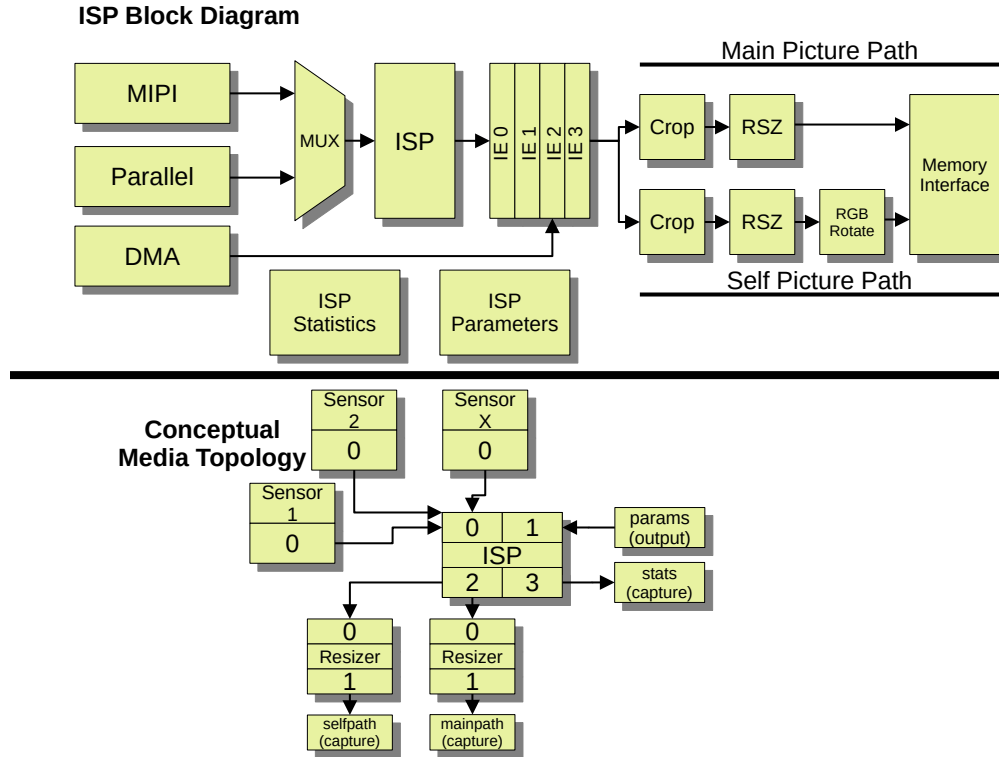 ISP Block Diagram
Main Picture Path
MIPI
MUX
ISP
IE 0
IE 1
IE 2
IE 3
Crop
RSZ
Memory
Interface
Parallel
Crop
RSZ
RGB
Rotate
DMA
Self Picture Path
ISP
Statistics
ISP
Parameters
Conceptual
Media Topology
Sensor
2
0
Sensor
X
0
Sensor
1
0
0 1
ISP
2 3
params
(output)
stats
(capture)
0
Resizer
1
0
Resizer
1
selfpath
(capture)
mainpath
(capture)